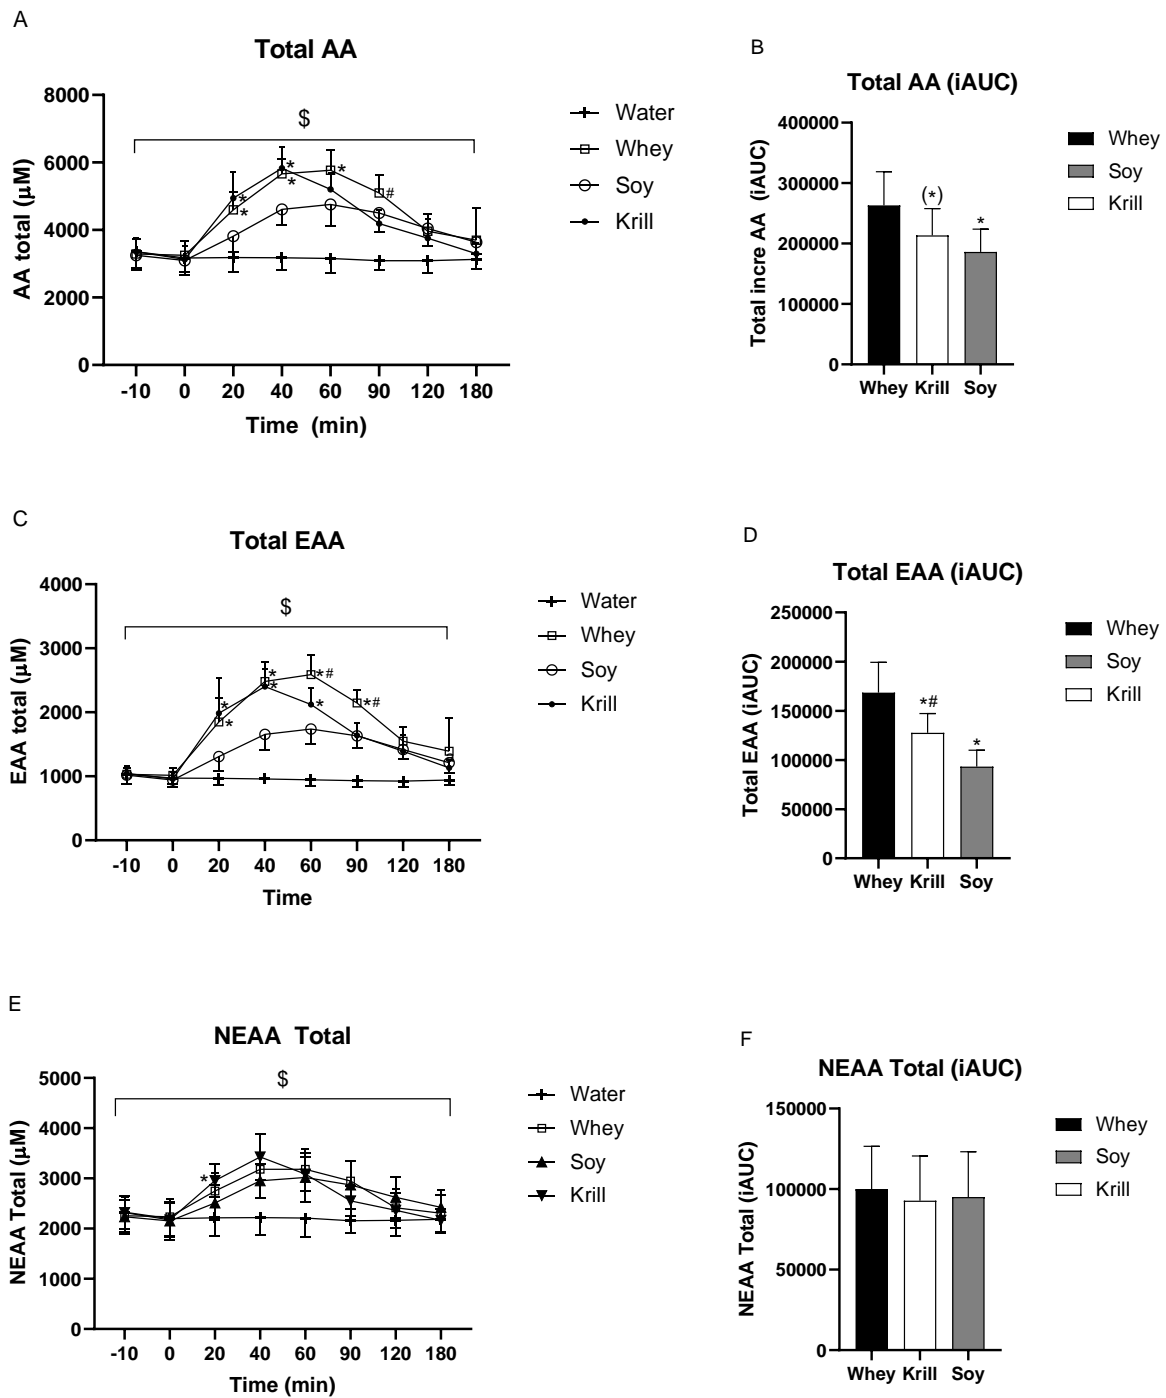 A
Total AA
8000
6000
4000
2000
0
AA total (μM)
$
*
*
*
*
*
#
-10 0 20 40 60 90 120 180
Time (min)
Water
Whey
Soy
Krill
B
Total AA (iAUC)
400000
300000
200000
100000
0
Total incre AA (iAUC)
(*)
*
Whey Krill Soy
Whey
Soy
Krill
C
Total EAA
4000
3000
2000
1000
0
EAA total (μM)
$
*
*
*
*
*#
*
*#
-10 0 20 40 60 90 120 180
Time
Water
Whey
Soy
Krill
D
Total EAA (iAUC)
250000
200000
150000
100000
50000
0
Total EAA (iAUC)
*#
*
Whey Krill Soy
Whey
Soy
Krill
E
NEAA Total
5000
4000
3000
2000
1000
0
NEAA Total (μM)
$
*
-10 0 20 40 60 90 120 180
Time (min)
Water
Whey
Soy
Krill
F
NEAA Total (iAUC)
150000
100000
50000
0
NEAA Total (iAUC)
Whey Krill Soy
Whey
Soy
Krill